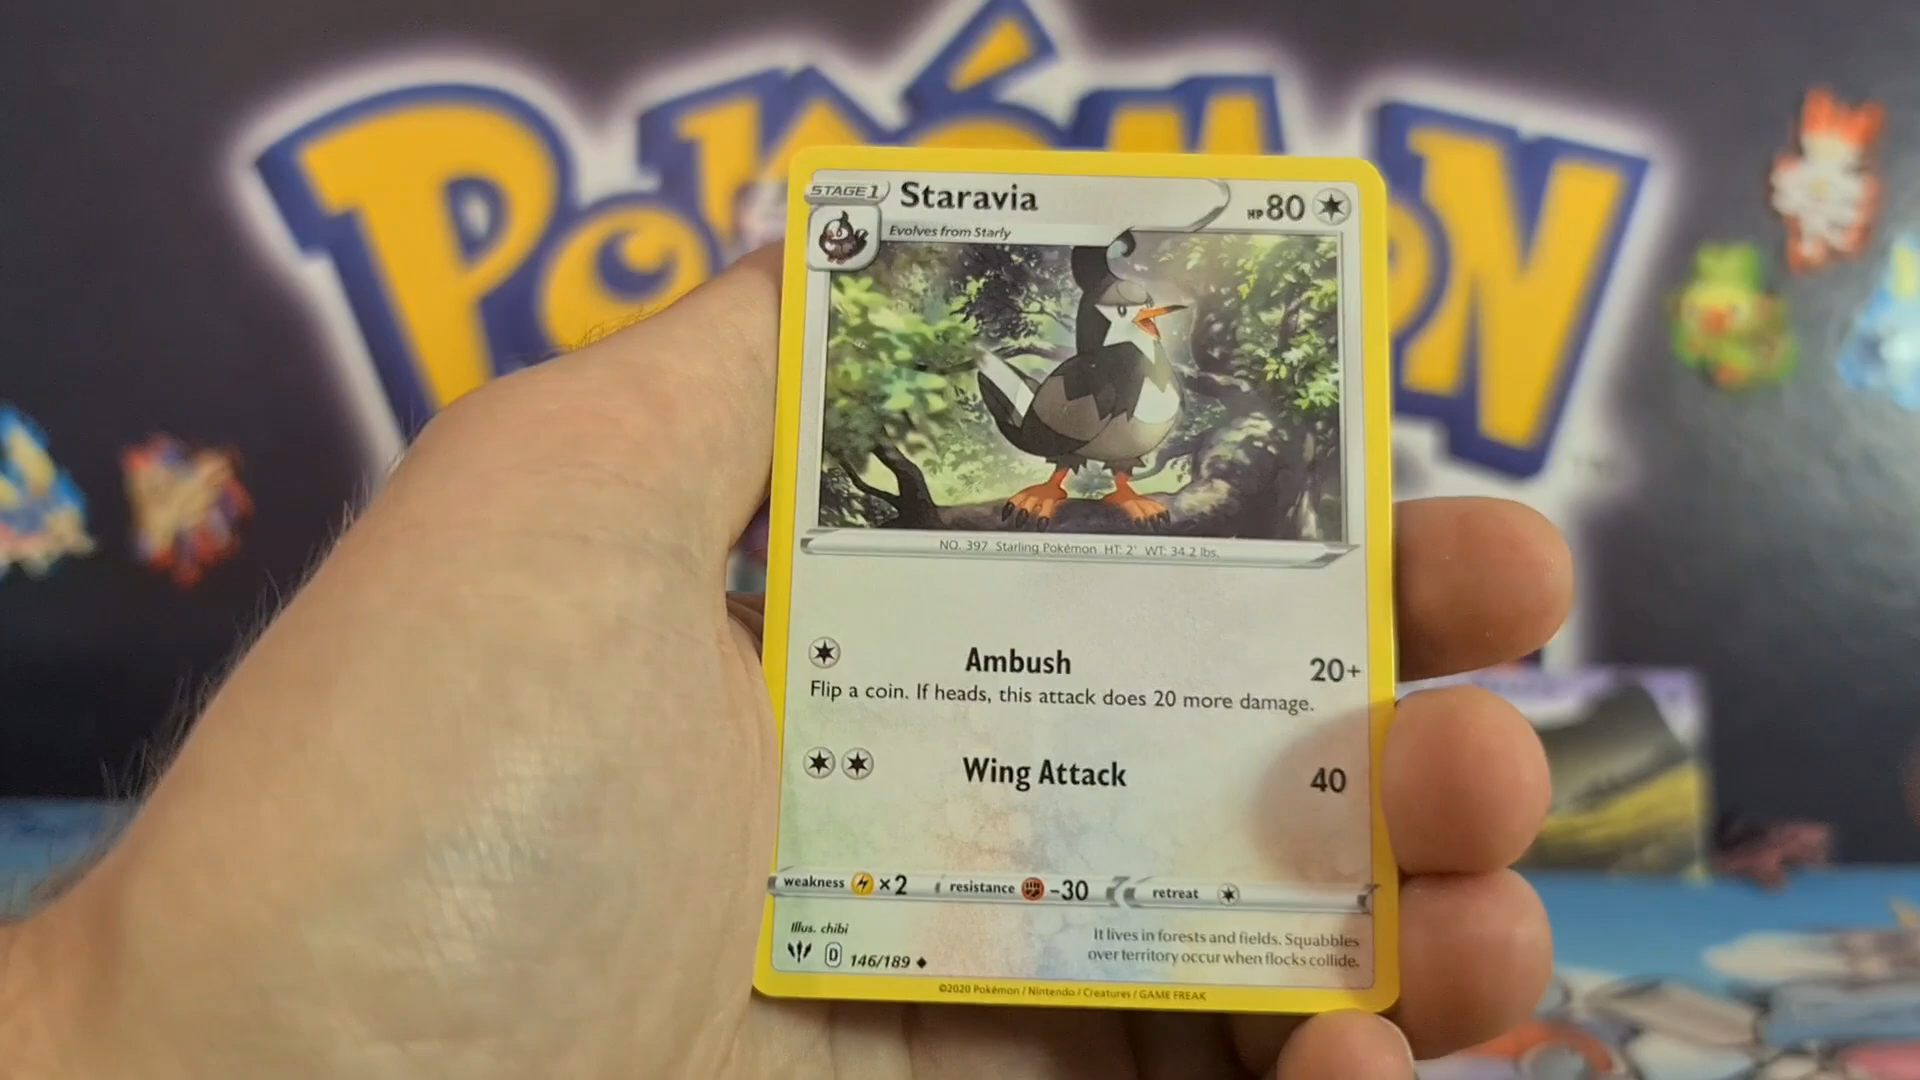 POKéMON
STAGE 1 Staravia HP 80
Evolves from Starly
NO. 397 Starling Pokémon HT: 2' WT: 34.2 lbs.
Ambush 20+
Flip a coin. If heads, this attack does 20 more damage.
Wing Attack 40
weakness ×2 resistance -30 retreat
Illus. chibi
D 146/189 ◆
It lives in forests and fields. Squabbles
over territory occur when flocks collide.
©2020 Pokémon / Nintendo / Creatures / GAME FREAK